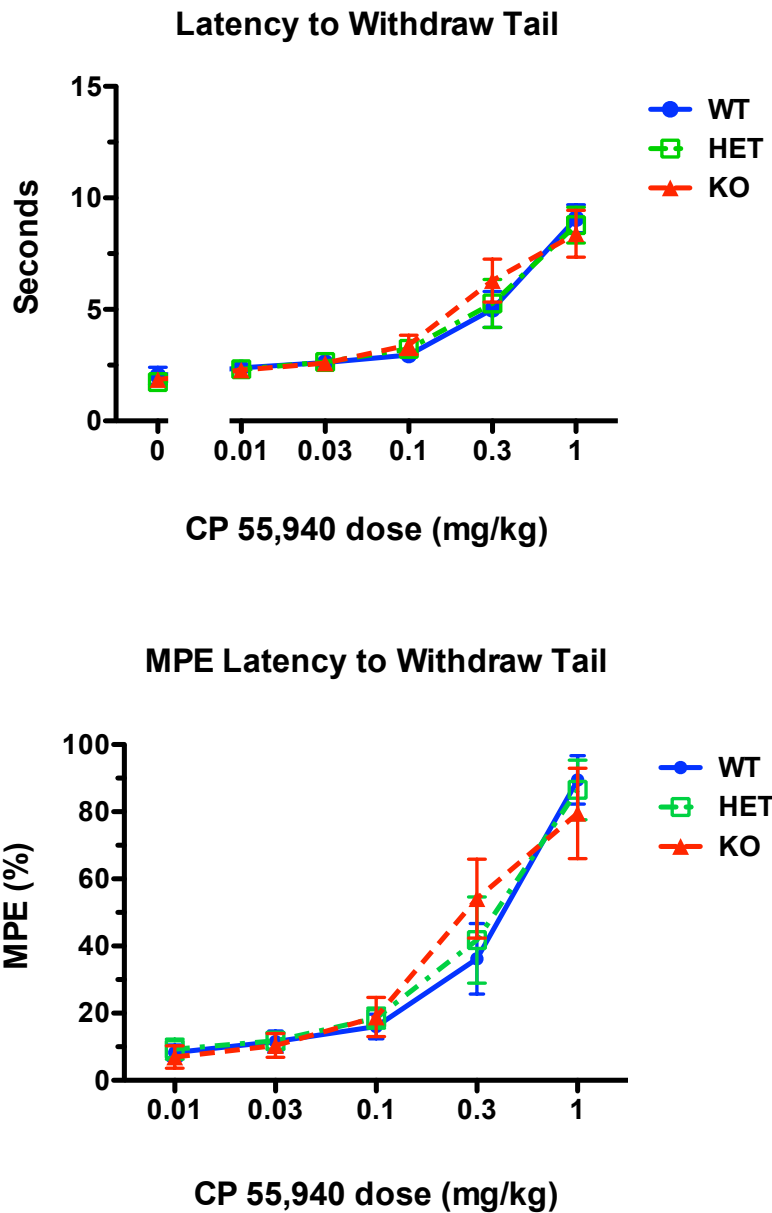 Latency to Withdraw Tail
15
10
5
0
Seconds
WT
HET
KO
0 0.01 0.03 0.1 0.3 1
CP 55,940 dose (mg/kg)
MPE Latency to Withdraw Tail
100
80
60
40
20
0
MPE (%)
WT
HET
KO
0.01 0.03 0.1 0.3 1
CP 55,940 dose (mg/kg)